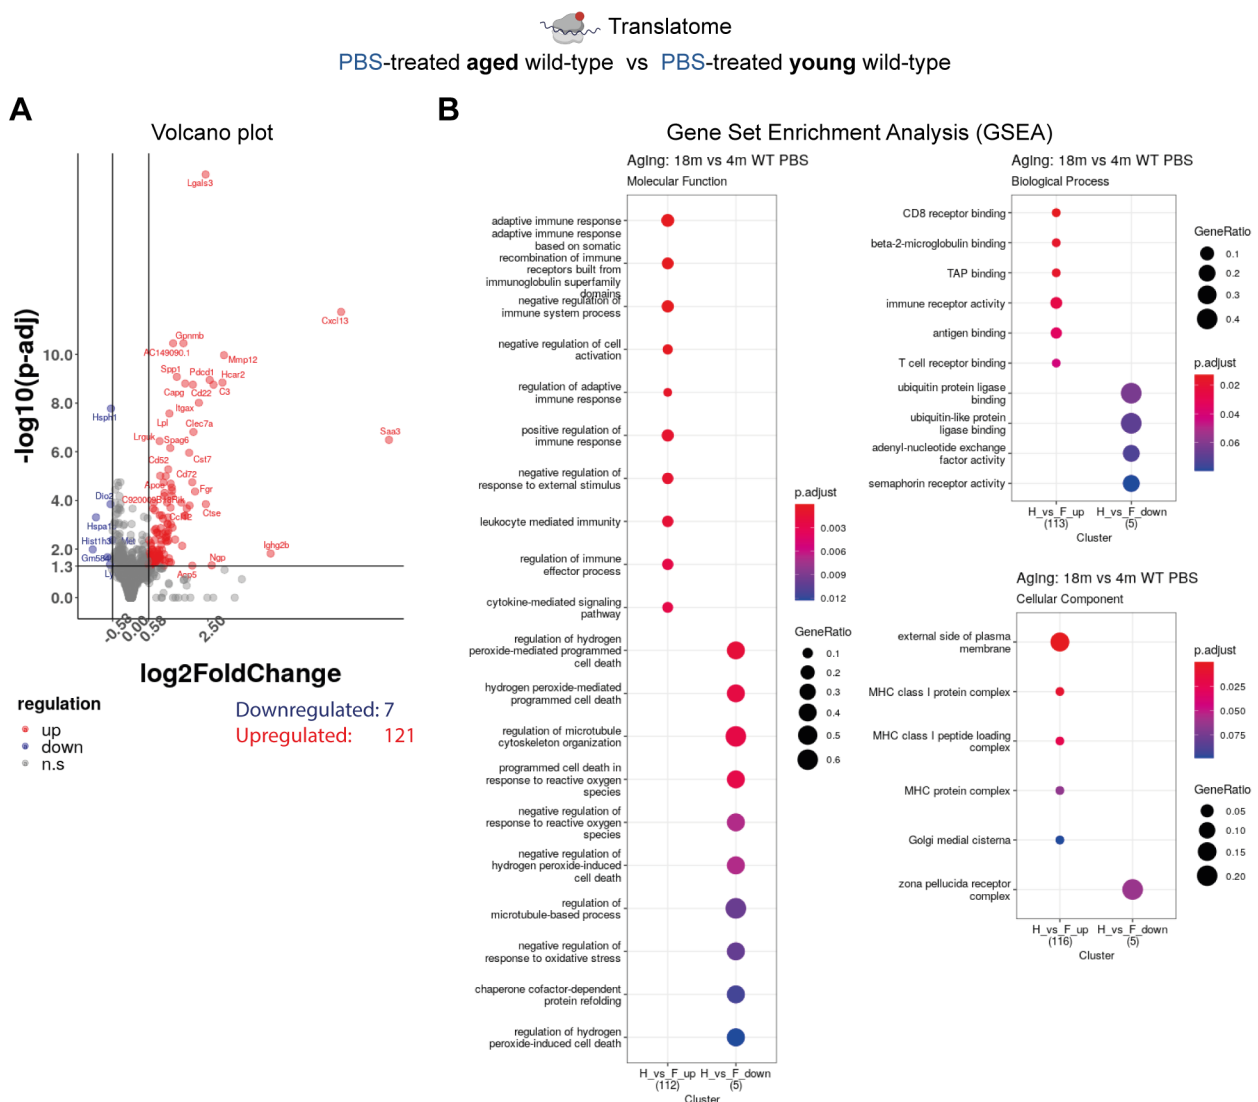 Translatome
PBS-treated aged wild-type vs PBS-treated young wild-type
A
Volcano plot
-log10(p-adj)
10.0
8.0
6.0
4.0
2.0
1.3
0.0
Lgals3
Cxcl13
Gpnmb
AC149090.1
Mmp12
Spp1
Pdcd1
Hcar2
Capg
Cd22
C3
Itgax
Hsph1
Lpl
Clec7a
Saa3
Lrguk
Spag6
Cst7
Cd52
Cd72
Apoe
Fgr
Dio2
Ctse
Hspa1
Hist1h3
Met
Ighg2b
Gm584
Ngp
Acp5
-0.58
0.00
0.58
2.50
log2FoldChange
regulation
up
down
n.s
Downregulated: 7
Upregulated: 121
B
Gene Set Enrichment Analysis (GSEA)
Aging: 18m vs 4m WT PBS
Molecular Function
adaptive immune response
adaptive immune response
based on somatic
recombination of immune
receptors built from
immunoglobulin superfamily
domains
negative regulation of
immune system process
negative regulation of cell
activation
regulation of adaptive
immune response
positive regulation of
immune response
negative regulation of
response to external stimulus
leukocyte mediated immunity
regulation of immune
effector process
cytokine-mediated signaling
pathway
regulation of hydrogen
peroxide-mediated programmed
cell death
hydrogen peroxide-mediated
programmed cell death
regulation of microtubule
cytoskeleton organization
programmed cell death in
response to reactive oxygen
species
negative regulation of
response to reactive oxygen
species
negative regulation of
hydrogen peroxide-induced
cell death
regulation of
microtubule-based process
negative regulation of
response to oxidative stress
chaperone cofactor-dependent
protein refolding
regulation of hydrogen
peroxide-induced cell death
H_vs_F_up
(112)
H_vs_F_down
(5)
Cluster
p.adjust
0.003
0.006
0.009
0.012
GeneRatio
0.1
0.2
0.3
0.4
0.5
0.6
Aging: 18m vs 4m WT PBS
Biological Process
CD8 receptor binding
beta-2-microglobulin binding
TAP binding
immune receptor activity
antigen binding
T cell receptor binding
ubiquitin protein ligase
binding
ubiquitin-like protein
ligase binding
adenyl-nucleotide exchange
factor activity
semaphorin receptor activity
H_vs_F_up
(113)
H_vs_F_down
(5)
Cluster
GeneRatio
0.1
0.2
0.3
0.4
p.adjust
0.02
0.04
0.06
Aging: 18m vs 4m WT PBS
Cellular Component
external side of plasma
membrane
MHC class I protein complex
MHC class I peptide loading
complex
MHC protein complex
Golgi medial cisterna
zona pellucida receptor
complex
H_vs_F_up
(116)
H_vs_F_down
(5)
Cluster
p.adjust
0.025
0.050
0.075
GeneRatio
0.05
0.10
0.15
0.20